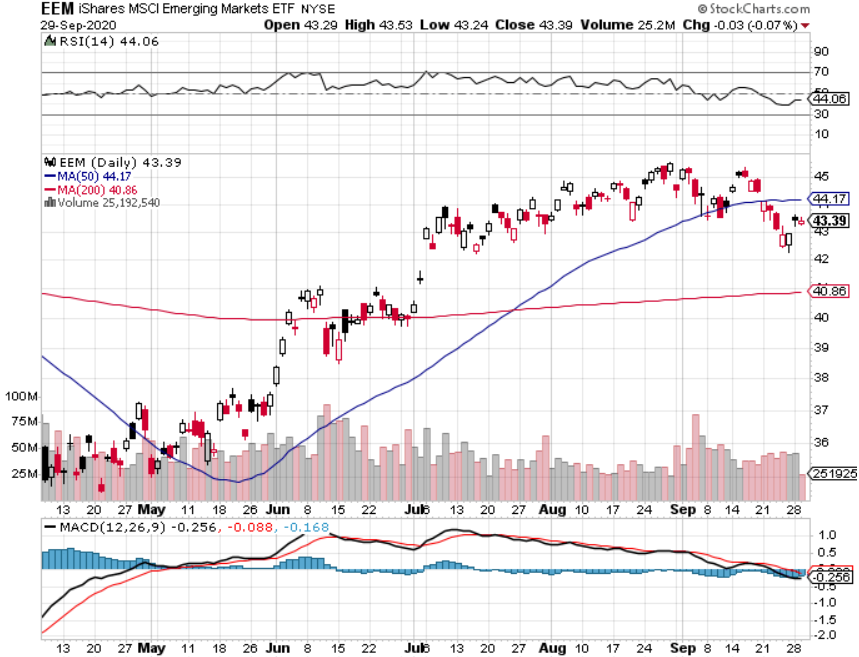 EEM iShares MSCI Emerging Markets ETF NYSE © StockCharts.com
29-Sep-2020 Open 43.29 High 43.53 Low 43.24 Close 43.39 Volume 25.2M Chg -0.03 (-0.07%)
RSI(14) 44.06
90
70
50
44.06
30
10
EEM (Daily) 43.39
MA(50) 44.17
MA(200) 40.86
Volume 25,192,540
45
44.17
43.39
43
42
40.86
40
39
38
100M
37
75M
36
50M
25M
251925
13 20 27 May 11 18 26 Jun 8 15 22 Jul 6 13 20 27 Aug 10 17 24 Sep 8 14 21 28
MACD(12,26,9) -0.256, -0.088, -0.168
1.0
0.5
-0.256
-0.5
-1.0
-1.5
-2.0
13 20 27 May 11 18 26 Jun 8 15 22 Jul 6 13 20 27 Aug 10 17 24 Sep 8 14 21 28